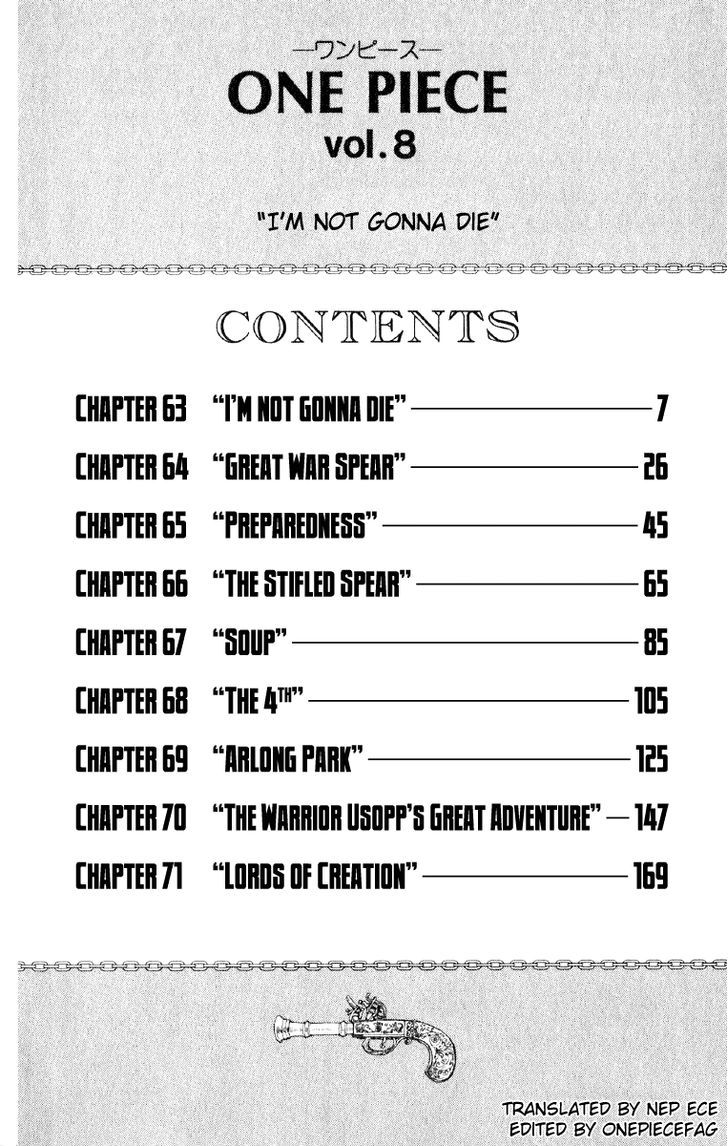 —ワンピース—
ONE PIECE
vol.8
"I'M NOT GONNA DIE"
CONTENTS
CHAPTER 63 “I'M NOT GONNA DIE” 7
CHAPTER 64 “GREAT WAR SPEAR” 26
CHAPTER 65 “PREPAREDNESS” 45
CHAPTER 66 “THE STIFLED SPEAR” 65
CHAPTER 67 “SOUP” 85
CHAPTER 68 “THE 4TH” 105
CHAPTER 69 “ARLONG PARK” 125
CHAPTER 70 “THE WARRIOR USOPP'S GREAT ADVENTURE” 147
CHAPTER 71 “LORDS OF CREATION” 169
TRANSLATED BY NEP ECE
EDITED BY ONEPIECEFAG